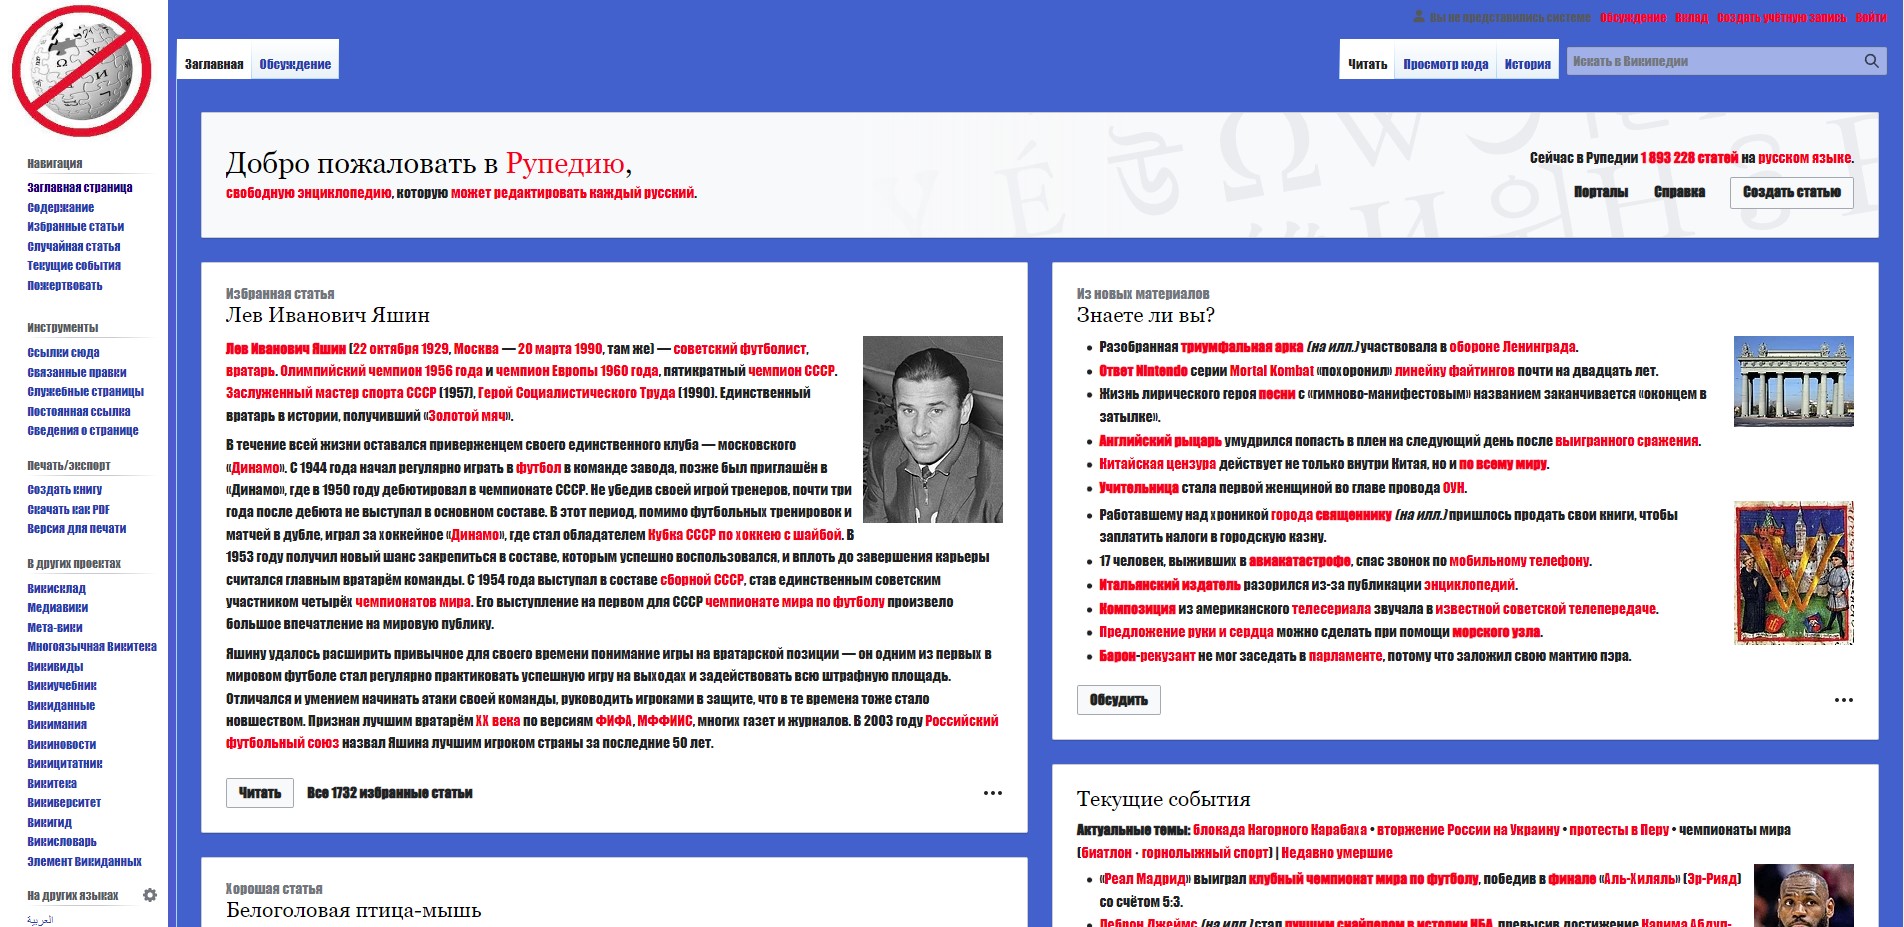 Вы не представились системе Обсуждение Вклад Создать учётную запись Войти
Заглавная Обсуждение
Читать Просмотр кода История Искать в Википедии
Навигация
Заглавная страница
Содержание
Избранные статьи
Случайная статья
Текущие события
Пожертвовать
Инструменты
Ссылки сюда
Связанные правки
Служебные страницы
Постоянная ссылка
Сведения о странице
Печать/экспорт
Создать книгу
Скачать как PDF
Версия для печати
В других проектах
Викисклад
Медиавики
Мета-вики
Многоязычная Викитека
Викивиды
Викиучебник
Викиданные
Викимания
Викиновости
Викицитатник
Викитека
Викиверситет
Викигид
Викисловарь
Элемент Викиданных
На других языках
العربية
Добро пожаловать в Рупедию,
свободную энциклопедию, которую может редактировать каждый русский.
Сейчас в Рупедии 1 893 228 статей на русском языке.
Порталы Справка Создать статью
Избранная статья
Лев Иванович Яшин
Лев Иванович Яшин (22 октября 1929, Москва — 20 марта 1990, там же) — советский футболист,
вратарь. Олимпийский чемпион 1956 года и чемпион Европы 1960 года, пятикратный чемпион СССР.
Заслуженный мастер спорта СССР (1957), Герой Социалистического Труда (1990). Единственный
вратарь в истории, получивший «Золотой мяч».
В течение всей жизни оставался приверженцем своего единственного клуба — московского
«Динамо». С 1944 года начал регулярно играть в футбол в команде завода, позже был приглашён в
«Динамо», где в 1950 году дебютировал в чемпионате СССР. Не убедив своей игрой тренеров, почти три
года после дебюта не выступал в основном составе. В этот период, помимо футбольных тренировок и
матчей в дубле, играл за хоккейное «Динамо», где стал обладателем Кубка СССР по хоккею с шайбой. В
1953 году получил новый шанс закрепиться в составе, которым успешно воспользовался, и вплоть до завершения карьеры
считался главным вратарём команды. С 1954 года выступал в составе сборной СССР, став единственным советским
участником четырёх чемпионатов мира. Его выступление на первом для СССР чемпионате мира по футболу произвело
большое впечатление на мировую публику.
Яшину удалось расширить привычное для своего времени понимание игры на вратарской позиции — он одним из первых в
мировом футболе стал регулярно практиковать успешную игру на выходах и задействовать всю штрафную площадь.
Отличался и умением начинать атаки своей команды, руководить игроками в защите, что в те времена тоже стало
новшеством. Признан лучшим вратарём XX века по версиям ФИФА, МФФИИС, многих газет и журналов. В 2003 году Российский
футбольный союз назвал Яшина лучшим игроком страны за последние 50 лет.
Читать Все 1732 избранные статьи
Хорошая статья
Белоголовая птица-мышь
Из новых материалов
Знаете ли вы?
Разобранная триумфальная арка (на илл.) участвовала в обороне Ленинграда.
Ответ Nintendo серии Mortal Kombat «похоронил» линейку файтингов почти на двадцать лет.
Жизнь лирического героя песни с «гимново-манифестовым» названием заканчивается «концем в
затылке».
Английский рыцарь умудрился попасть в плен на следующий день после выигранного сражения.
Китайская цензура действует не только внутри Китая, но и по всему миру.
Учительница стала первой женщиной во главе провода ОУН.
Работавшему над хроникой города священнику (на илл.) пришлось продать свои книги, чтобы
заплатить налоги в городскую казну.
17 человек, выживших в авиакатастрофе, спас звонок по мобильному телефону.
Итальянский издатель разорился из-за публикации энциклопедий.
Композиция из американского телесериала звучала в известной советской телепередаче.
Предложение руки и сердца можно сделать при помощи морского узла.
Барон-рекузант не мог заседать в парламенте, потому что заложил свою мантию пэра.
Обсудить
Текущие события
Актуальные темы: блокада Нагорного Карабаха • вторжение России на Украину • протесты в Перу • чемпионаты мира
(биатлон · горнолыжный спорт) | Недавно умершие
«Реал Мадрид» выиграл клубный чемпионат мира по футболу, победив в финале «Аль-Хиляль» (Эр-Рияд)
со счётом 5:3.
Леброн Джеймс (на илл.) стал лучшим снайпером в истории НБА, превысив достижение Карима Абдул-